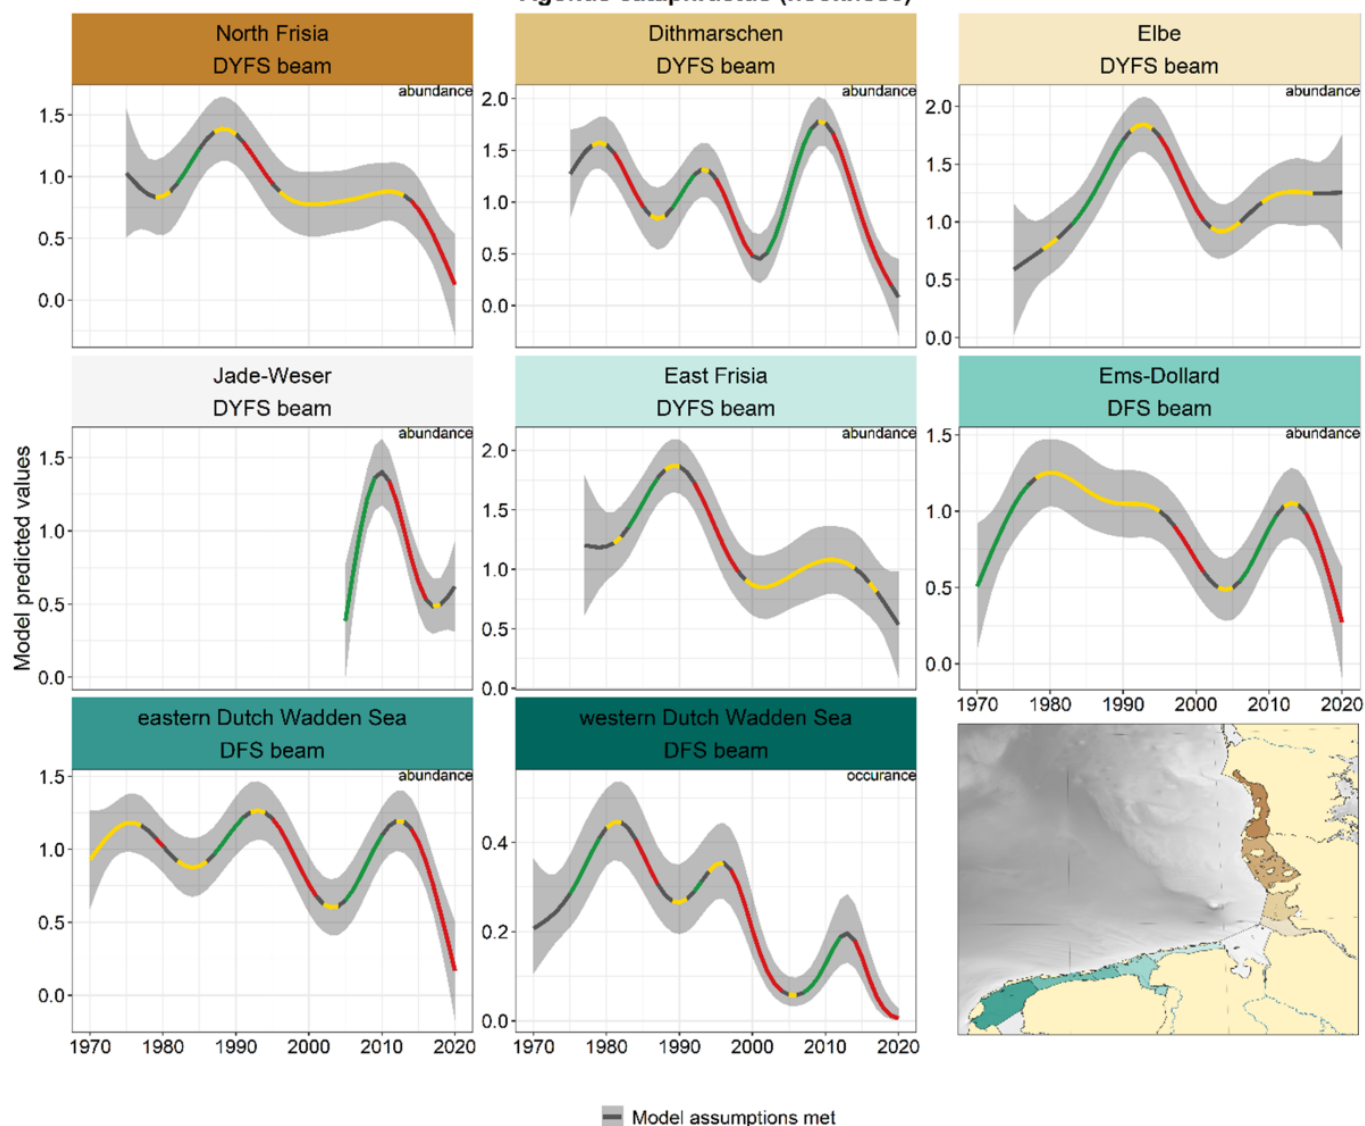 North Frisia
DYFS beam
abundance
1.5
1.0
0.5
0.0
Dithmarschen
DYFS beam
abundance
2.0
1.5
1.0
0.5
0.0
Elbe
DYFS beam
abundance
2.0
1.5
1.0
0.5
0.0
Model predicted values
Jade-Weser
DYFS beam
abundance
1.5
1.0
0.5
0.0
East Frisia
DYFS beam
abundance
2.0
1.5
1.0
0.5
0.0
Ems-Dollard
DFS beam
abundance
1.5
1.0
0.5
0.0
1970 1980 1990 2000 2010 2020
eastern Dutch Wadden Sea
DFS beam
abundance
1.5
1.0
0.5
0.0
1970 1980 1990 2000 2010 2020
western Dutch Wadden Sea
DFS beam
occurance
0.4
0.2
0.0
1970 1980 1990 2000 2010 2020
Model assumptions met